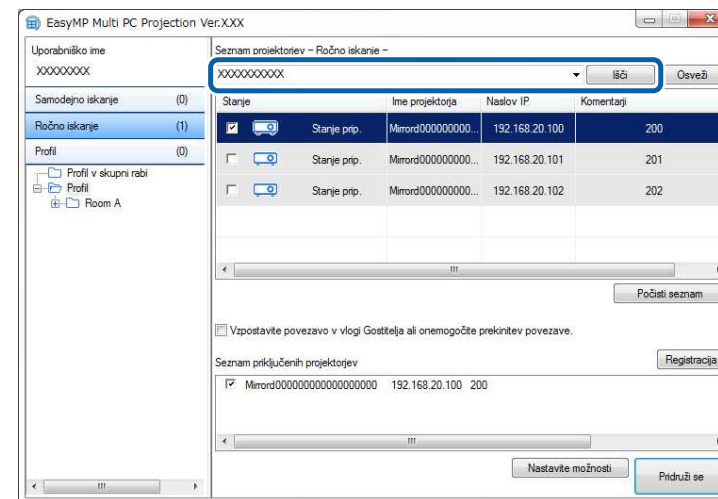 EasyMP Multi PC Projection Ver.XXX
Uporabniško ime
XXXXXXXX
Samodejno iskanje (0)
Ročno iskanje (1)
Profil (0)
Profil v skupni rabi
Profil
Room A
Seznam projektorjev – Ročno iskanje –
XXXXXXXXXX Išči Osveži
Stanje Ime projektorja Naslov IP Komentarji
Stanje prip. Mirrord000000000... 192.168.20.100 200
Stanje prip. Mirrord000000000... 192.168.20.101 201
Stanje prip. Mirrord000000000... 192.168.20.102 202
Počisti seznam
Vzpostavite povezavo v vlogi Gostitelja ali onemogočite prekinitev povezave.
Seznam priključenih projektorjev Registracija
Mirrord000000000000000000 192.168.20.100 200
Nastavite možnosti Pridruži se